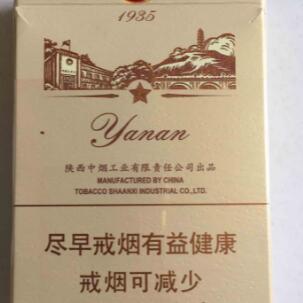 1935
Yanan
陕西中烟工业有限责任公司出品
MANUFACTURED BY CHINA
TOBACCO SHAANXI INDUSTRIAL CO.,LTD.
尽早戒烟有益健康
戒烟可减少